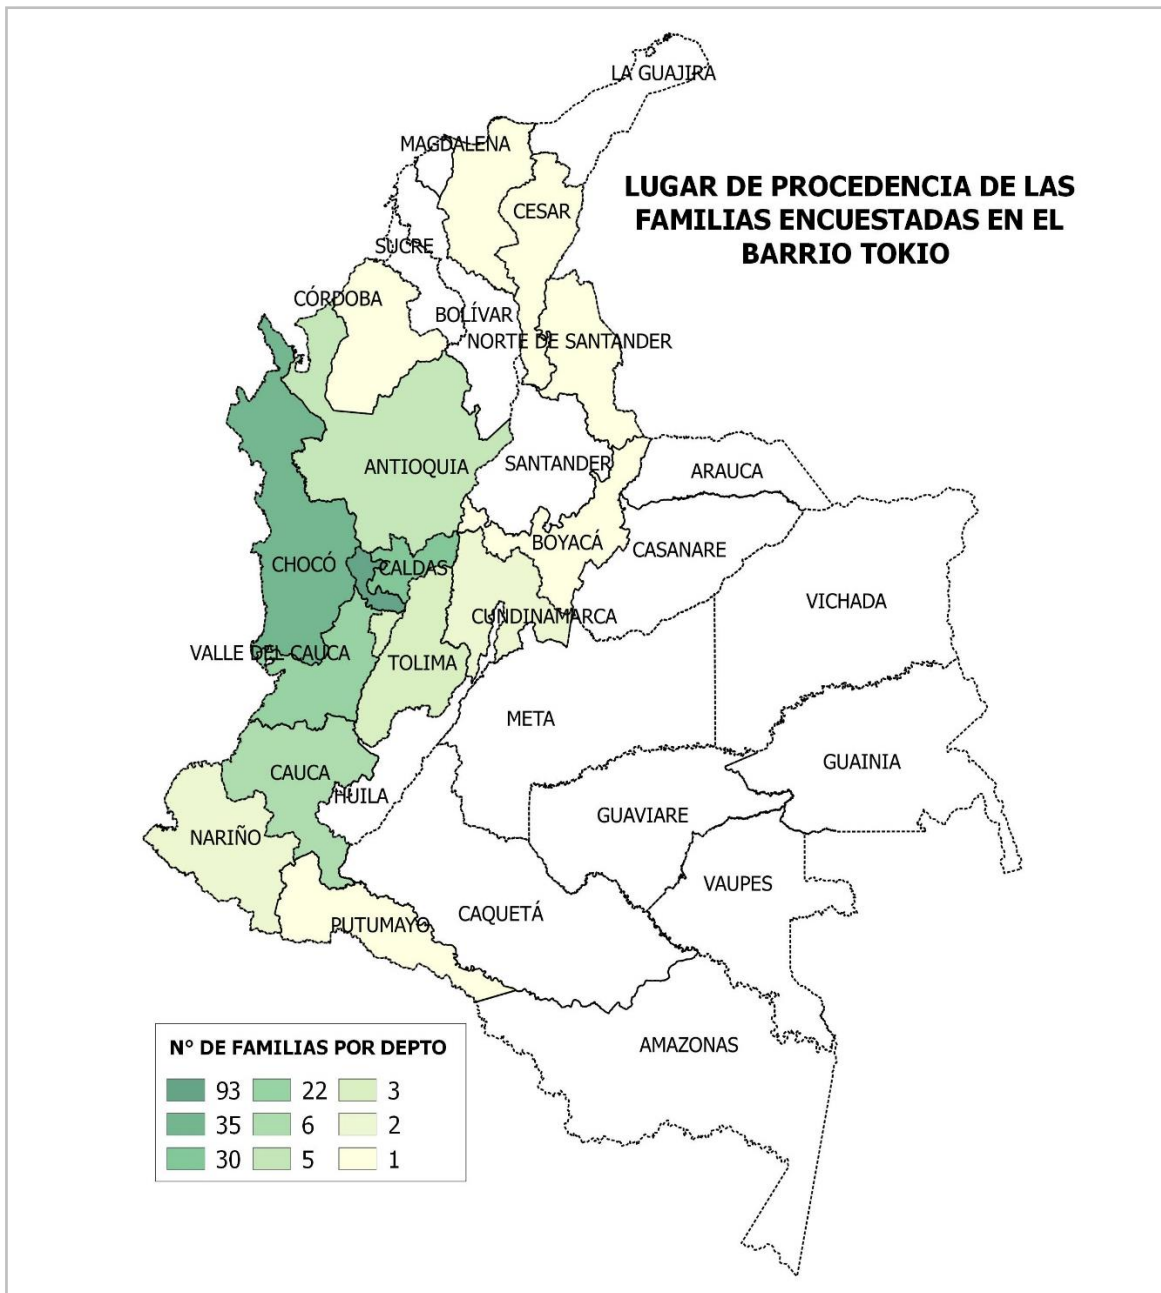 LA GUAJIRA
MAGDALENA
LUGAR DE PROCEDENCIA DE LAS
FAMILIAS ENCUESTADAS EN EL
BARRIO TOKIO
CESAR
SUCRE
CÓRDOBA
BOLÍVAR
NORTE DE SANTANDER
ANTIOQUIA
SANTANDER
ARAUCA
BOYACÁ
CASANARE
CHOCÓ
CALDAS
VICHADA
CUNDINAMARCA
VALLE DEL CAUCA
TOLIMA
META
GUAINIA
CAUCA
HUILA
GUAVIARE
NARIÑO
VAUPES
CAQUETÁ
PUTUMAYO
AMAZONAS
N° DE FAMILIAS POR DEPTO
93 22 3
35 6 2
30 5 1